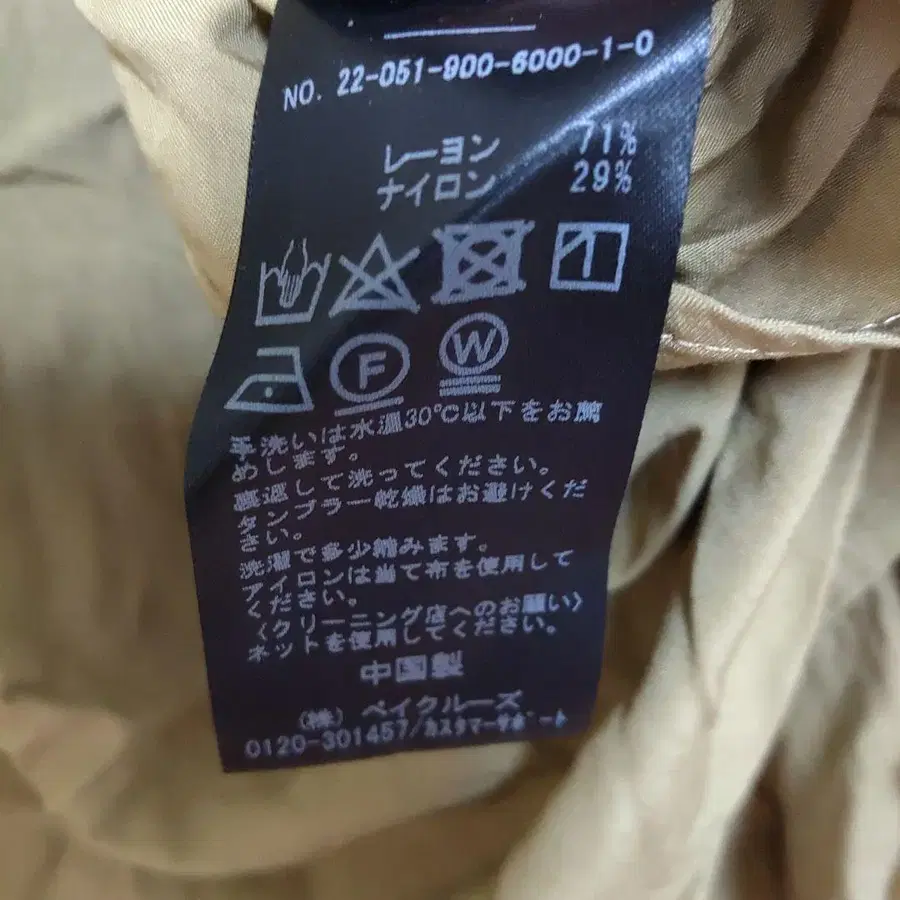 NO. 22-051-900-6000-1-0
レーヨン 71%
ナイロン 29%
F W
手洗いは水温30℃以下をお薦
めします。
裏返して洗ってください。
タンブラー乾燥はお避けくだ
さい。
洗濯で多少縮みます。
アイロンは当て布を使用して
ください。
〈クリーニング店へのお願い〉
ネットを使用してください。
中国製
(株) ベイクルーズ
0120-301457/カスタマーサポート